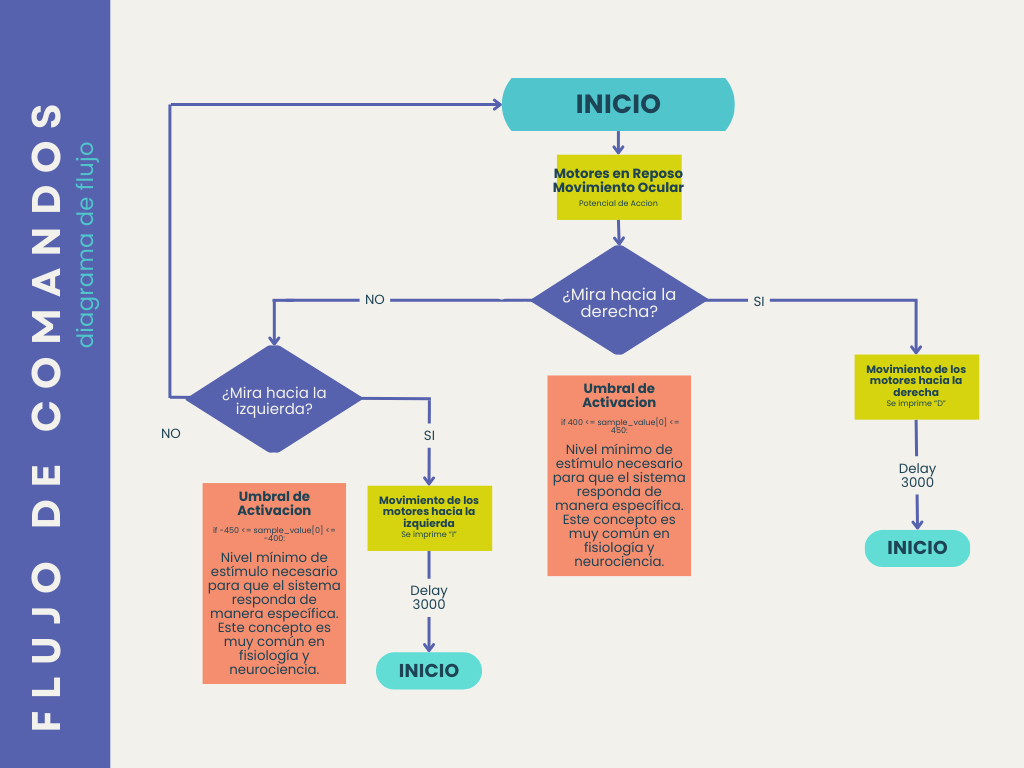 FLUJO DE COMANDOS
diagrama de flujo
INICIO
Motores en Reposo
Movimiento Ocular
Potencial de Accion
¿Mira hacia la
derecha?
NO
SI
¿Mira hacia la
izquierda?
NO
SI
Umbral de
Activacion
if -450 <= sample_value[0] <=
-400:
Nivel mínimo de
estímulo necesario
para que el sistema
responda de
manera específica.
Este concepto es
muy común en
fisiología y
neurociencia.
Movimiento de los
motores hacia la
izquierda
Se imprime "I"
Delay
3000
INICIO
Umbral de
Activacion
if 400 <= sample_value[0] <=
450:
Nivel mínimo de
estímulo necesario
para que el sistema
responda de
manera específica.
Este concepto es
muy común en
fisiología y
neurociencia.
Movimiento de los
motores hacia la
derecha
Se imprime "D"
Delay
3000
INICIO